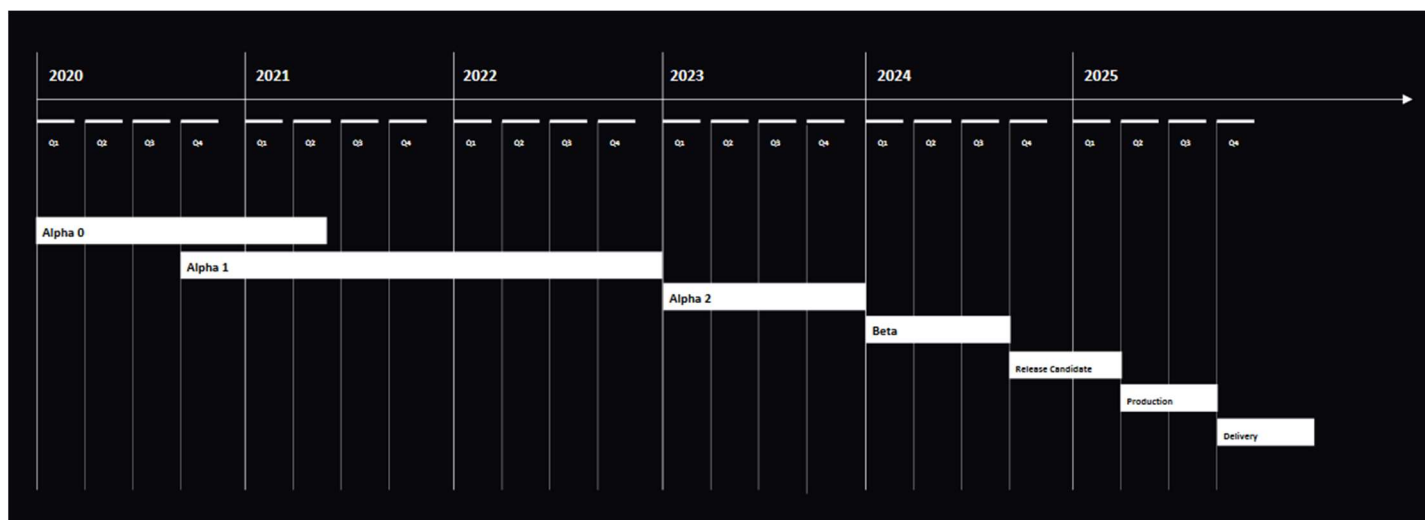 2020 2021 2022 2023 2024 2025
Q1 Q2 Q3 Q4 Q1 Q2 Q3 Q4 Q1 Q2 Q3 Q4 Q1 Q2 Q3 Q4 Q1 Q2 Q3 Q4 Q1 Q2 Q3 Q4
Alpha 0
Alpha 1
Alpha 2
Beta
Release Candidate
Production
Delivery